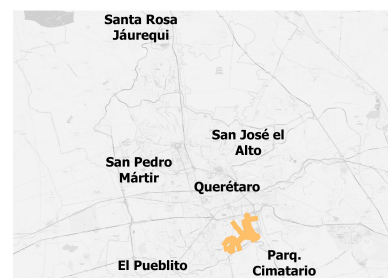 Santa Rosa
Jáurequi
San José el
Alto
San Pedro
Mártir
Querétaro
Parq.
Cimatario
El Pueblito